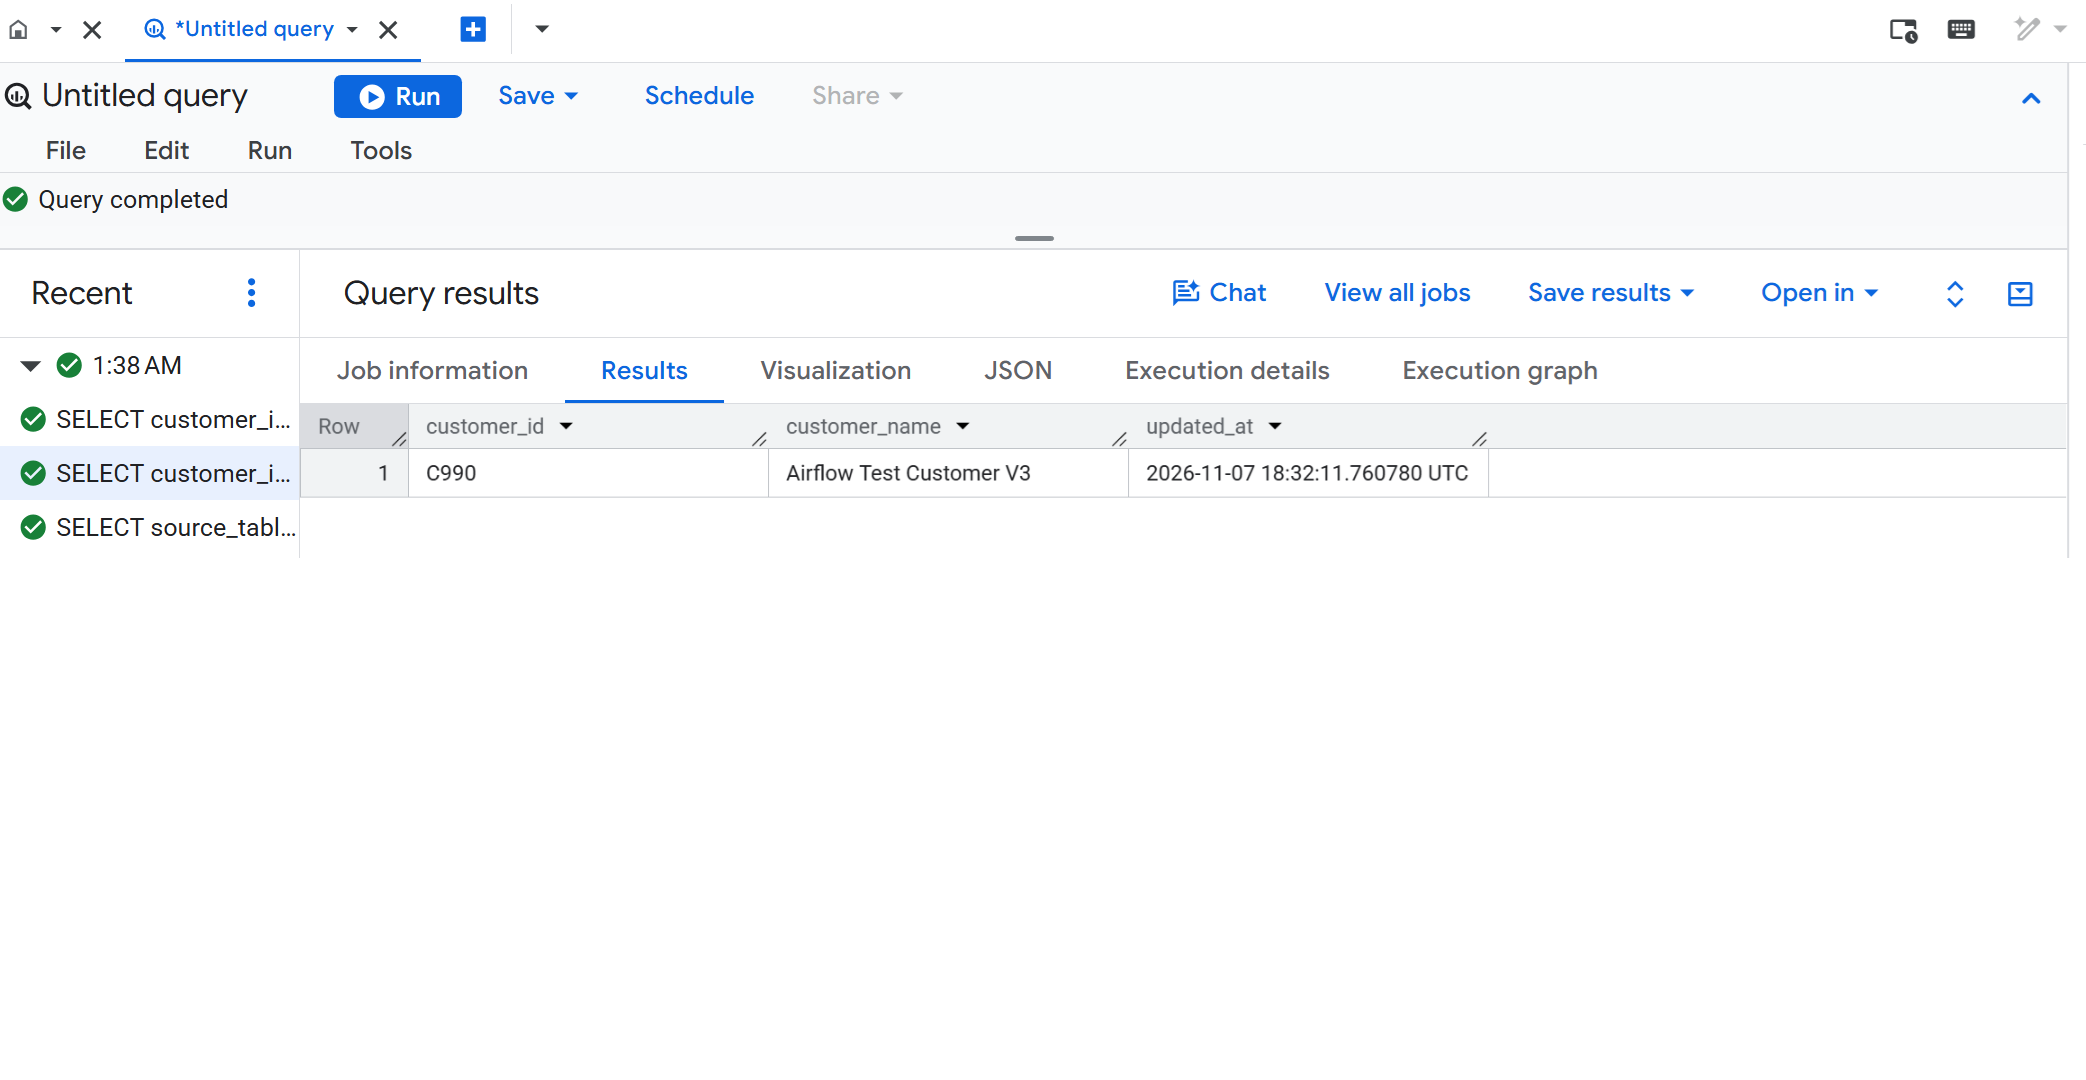 *Untitled query
Untitled query
Run
Save
Schedule
Share
File
Edit
Run
Tools
Query completed
Recent
Query results
Chat
View all jobs
Save results
Open in
1:38 AM
SELECT customer_i...
SELECT customer_i...
SELECT source_tabl...
Job information
Results
Visualization
JSON
Execution details
Execution graph
Row customer_id customer_name updated_at
1 C990 Airflow Test Customer V3 2026-11-07 18:32:11.760780 UTC